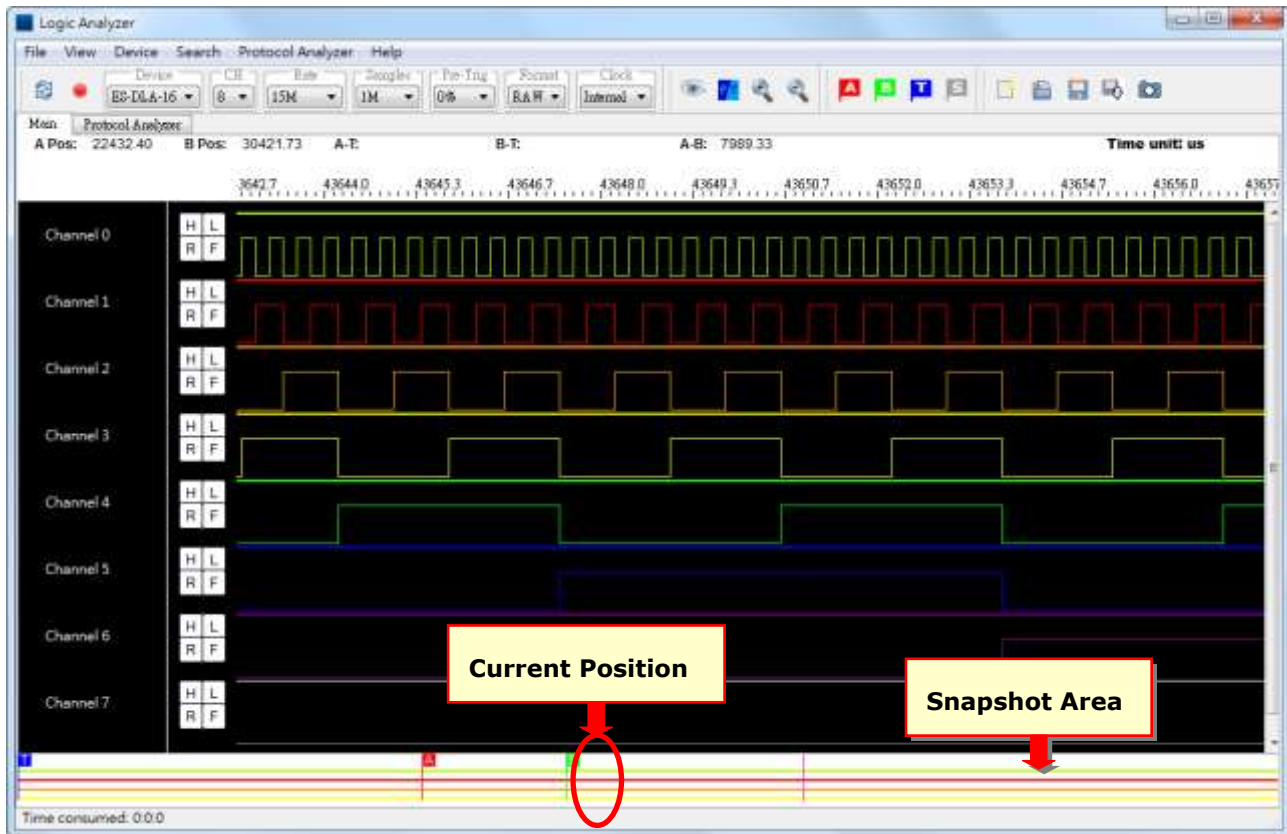 Logic Analyzer
File View Device Search Protocol Analyzer Help
Device CH Rate Samples Pre-Trig Format Clock
ES-DLA-16 8 15M 1M 0% RAW Internal A B T S
Main Protocol Analyzer
A Pos: 22432.40 B Pos: 30421.73 A-T: B-T: A-B: 7989.33 Time unit: us
3642.7 43644.0 43645.3 43646.7 43648.0 43649.3 43650.7 43652.0 43653.3 43654.7 43656.0 43657
Channel 0 H L
R F
Channel 1 H L
R F
Channel 2 H L
R F
Channel 3 H L
R F
Channel 4 H L
R F
Channel 5 H L
R F
Channel 6 H L
R F
Channel 7 H L
R F
Current Position
Snapshot Area
T A
Time consumed: 0:0:0